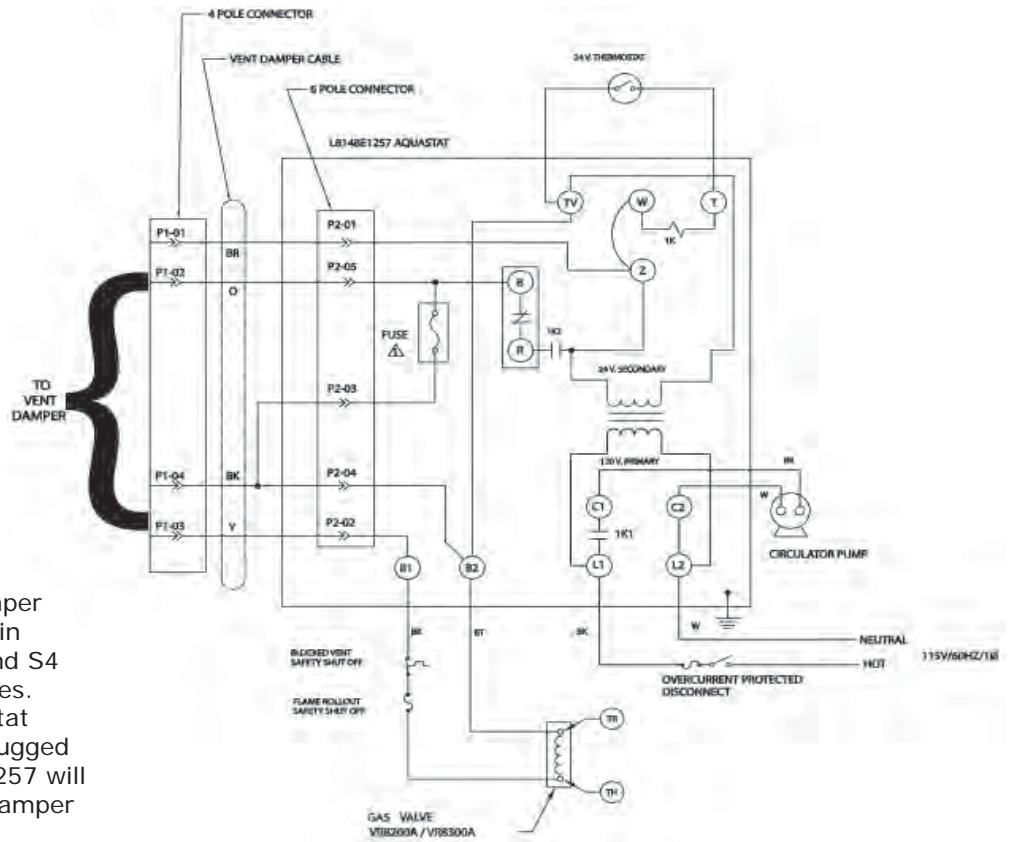 4 POLE CONNECTOR
VENT DAMPER CABLE
6 POLE CONNECTOR
24 V. THERMOSTAT
L8148E1257 AQUASTAT
TV
W
T
1K
Z
P1-01
BR
P2-01
P1-02
O
P2-05
B
R
1K2
FUSE
1
P2-03
24 V. SECONDARY
120 V. PRIMARY
TO
VENT
DAMPER
P1-04
BK
P2-04
P1-03
Y
P2-02
B1
B2
C1
C2
1K1
L1
L2
BK
W
CIRCULATOR PUMP
BK
BK
W
NEUTRAL
HOT
115V/60HZ/1Ø
OVERCURRENT PROTECTED
DISCONNECT
BLOCKED VENT
SAFETY SHUT OFF
FLAME ROLLOUT
SAFETY SHUT OFF
TR
TH
GAS VALVE
VR8200A / VR8300A
per
in
nd S4
es.
tat
ugged
257 will
amper